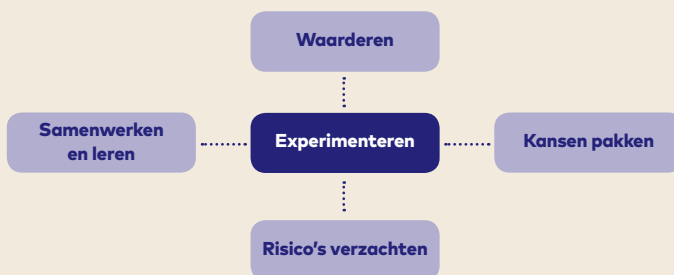 Waarderen
Samenwerken
en leren
Experimenteren
Kansen pakken
Risico's verzachten